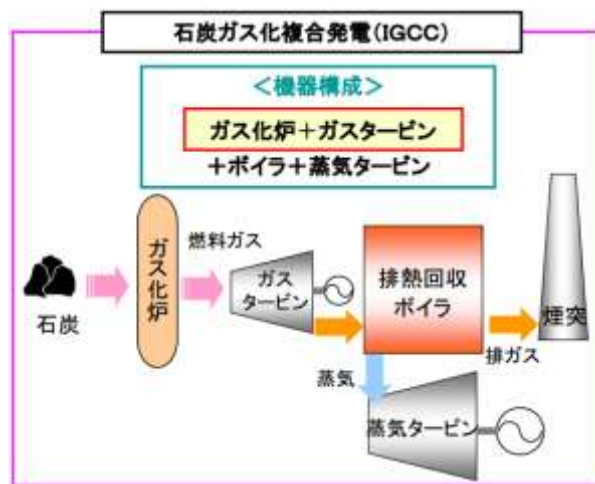 石炭ガス化複合発電(IGCC)
＜機器構成＞
ガス化炉＋ガスタービン
＋ボイラ＋蒸気タービン
石炭
ガス化炉
燃料ガス
ガス
タービン
排熱回収
ボイラ
煙突
排ガス
蒸気
蒸気タービン